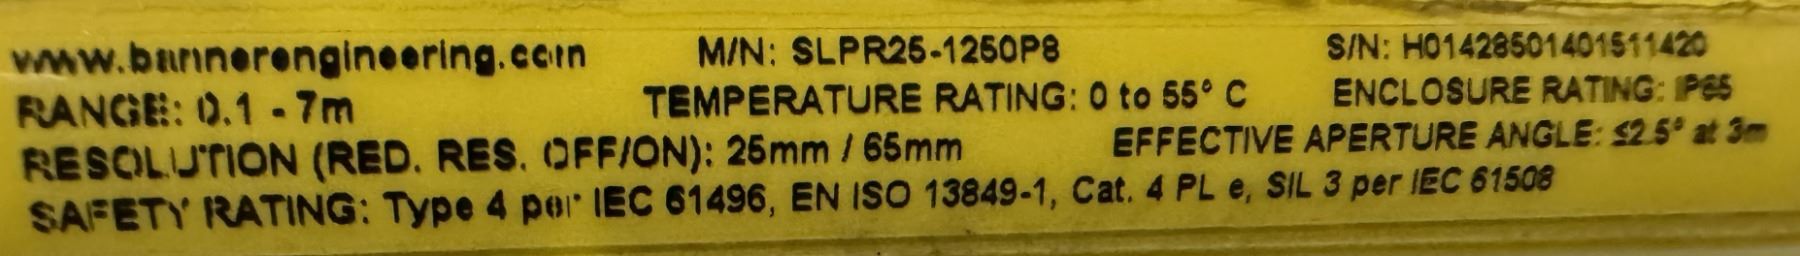 www.bannerengineering.com M/N: SLPR25-1250P8 S/N: H01428501401511420
RANGE: 0.1 - 7m TEMPERATURE RATING: 0 to 55° C ENCLOSURE RATING: IP65
RESOLUTION (RED. RES. OFF/ON): 25mm / 65mm EFFECTIVE APERTURE ANGLE: ≤2.5° at 3m
SAFETY RATING: Type 4 per IEC 61496, EN ISO 13849-1, Cat. 4 PL e, SIL 3 per IEC 61508